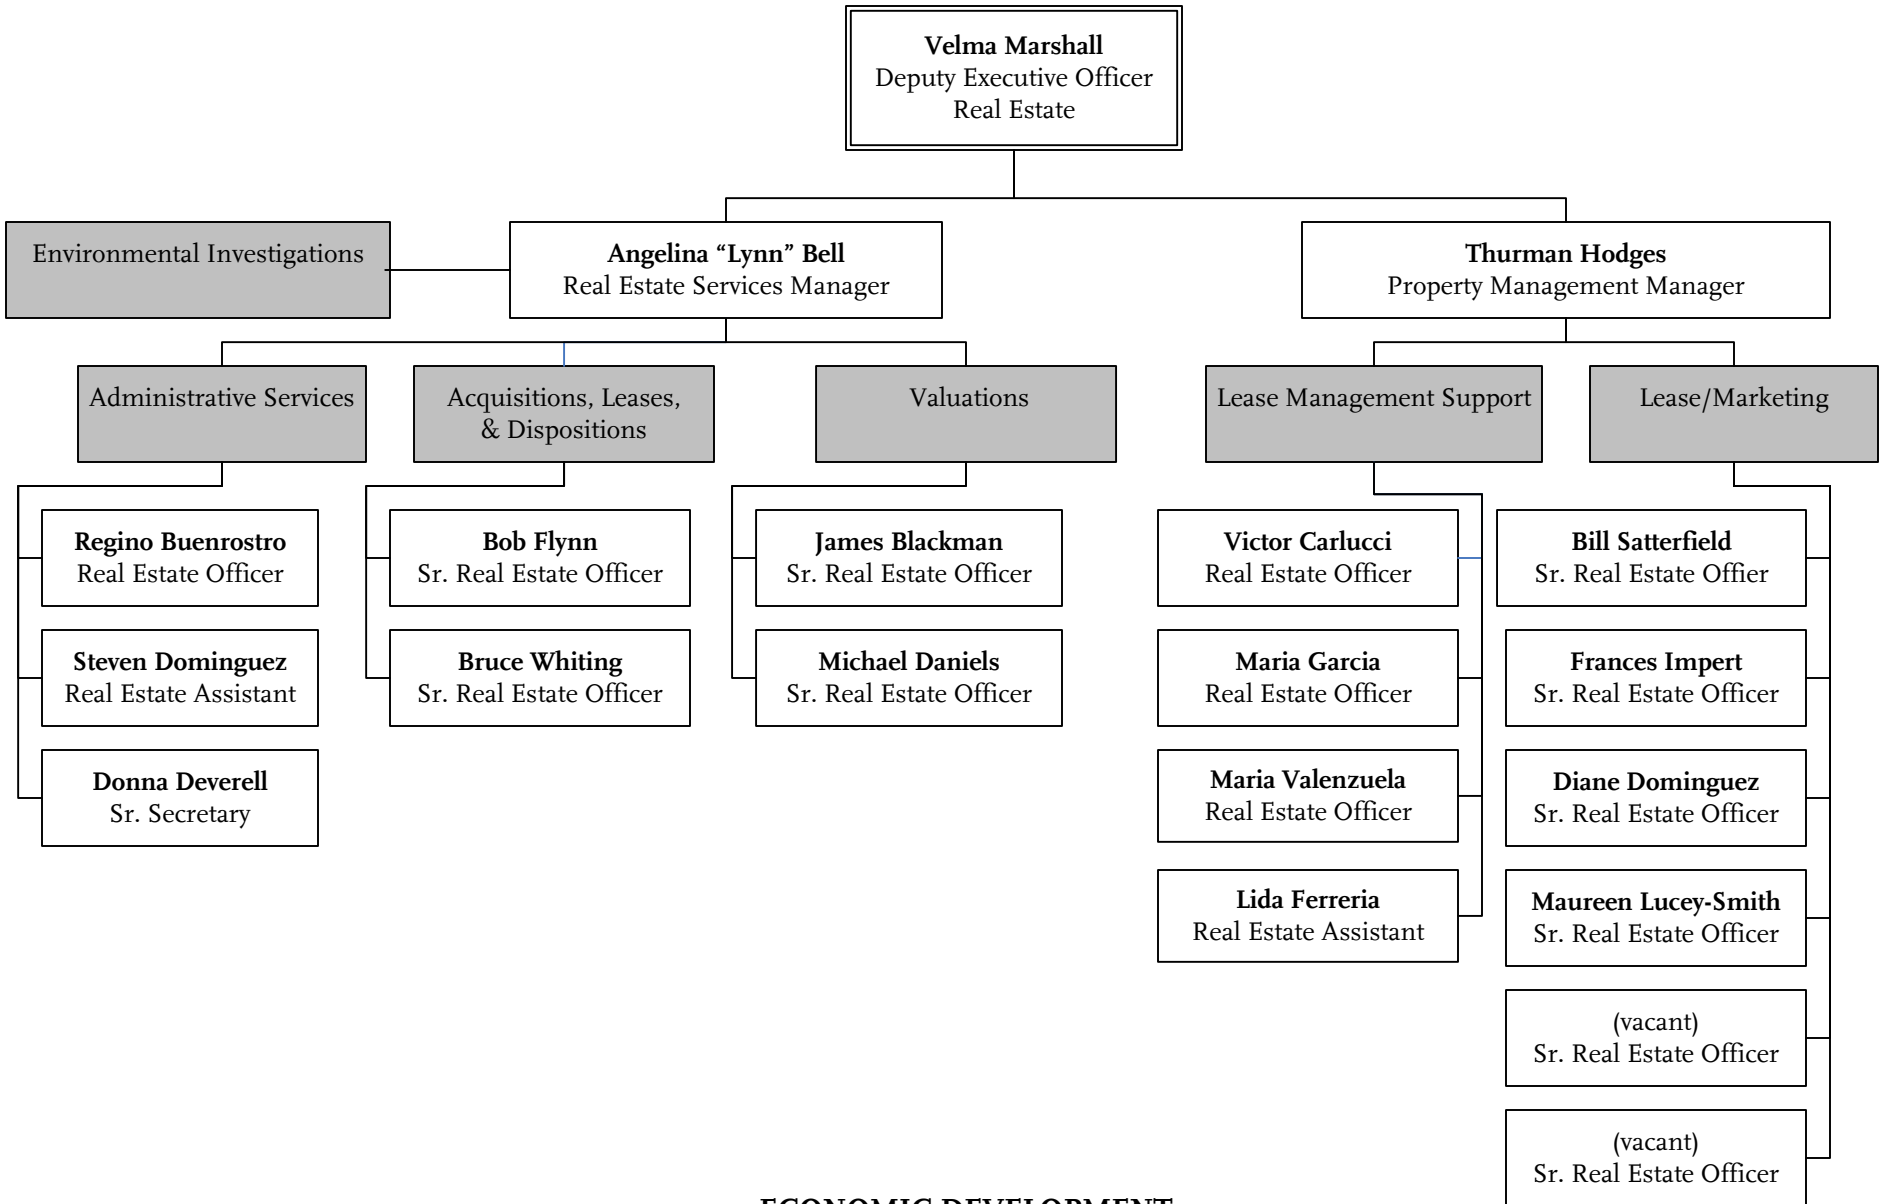 Velma Marshall
Deputy Executive Officer
Real Estate
Environmental Investigations
Angelina “Lynn” Bell
Real Estate Services Manager
Thurman Hodges
Property Management Manager
Administrative Services
Acquisitions, Leases,
& Dispositions
Valuations
Lease Management Support
Lease/Marketing
Regino Buenrostro
Real Estate Officer
Steven Dominguez
Real Estate Assistant
Donna Deverell
Sr. Secretary
Bob Flynn
Sr. Real Estate Officer
Bruce Whiting
Sr. Real Estate Officer
James Blackman
Sr. Real Estate Officer
Michael Daniels
Sr. Real Estate Officer
Victor Carlucci
Real Estate Officer
Maria Garcia
Real Estate Officer
Maria Valenzuela
Real Estate Officer
Lida Ferreria
Real Estate Assistant
Bill Satterfield
Sr. Real Estate Offier
Frances Impert
Sr. Real Estate Officer
Diane Dominguez
Sr. Real Estate Officer
Maureen Lucey-Smith
Sr. Real Estate Officer
(vacant)
Sr. Real Estate Officer
(vacant)
Sr. Real Estate Officer
ECONOMIC DEVELOPMENT